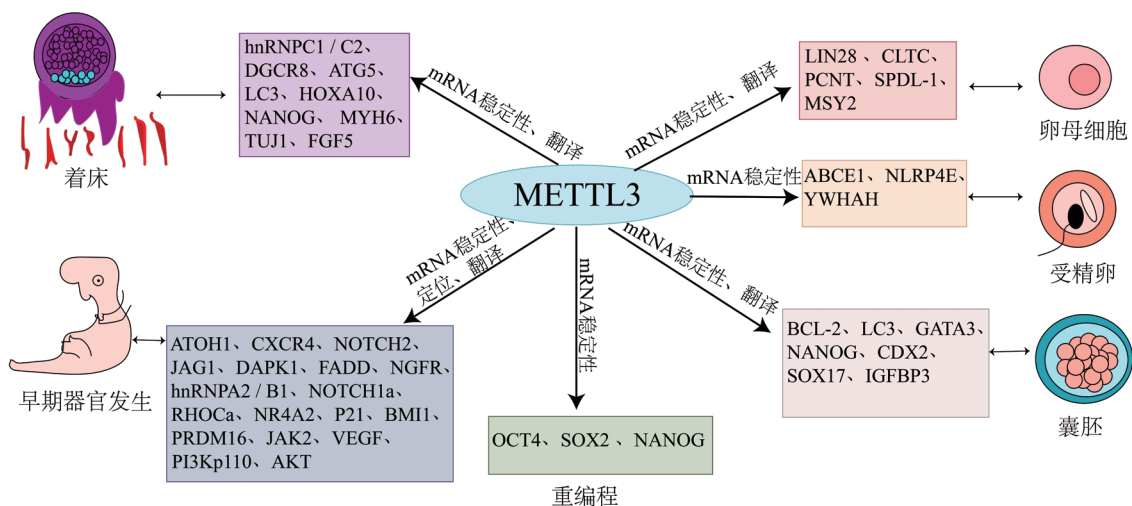 hnRNPC1 / C2、
DGCR8、ATG5、
LC3、HOXA10、
NANOG、MYH6、
TUJ1、FGF5
着床
mRNA稳定性、翻译
mRNA稳定性、翻译
LIN28 、CLTC、
PCNT、SPDL-1、
MSY2
卵母细胞
METTL3
mRNA稳定性
ABCE1、NLRP4E、
YWHAH
受精卵
mRNA稳定性、
定位、翻译
mRNA稳定性
mRNA稳定性、翻译
BCL-2、LC3、GATA3、
NANOG、CDX2、
SOX17、IGFBP3
囊胚
ATOH1、CXCR4、NOTCH2、
JAG1、DAPK1、FADD、NGFR、
hnRNPA2 / B1、NOTCH1a、
RHOCa、NR4A2、P21、BMI1、
PRDM16、JAK2、VEGF、
PI3Kp110、AKT
早期器官发生
OCT4、SOX2 、NANOG
重编程